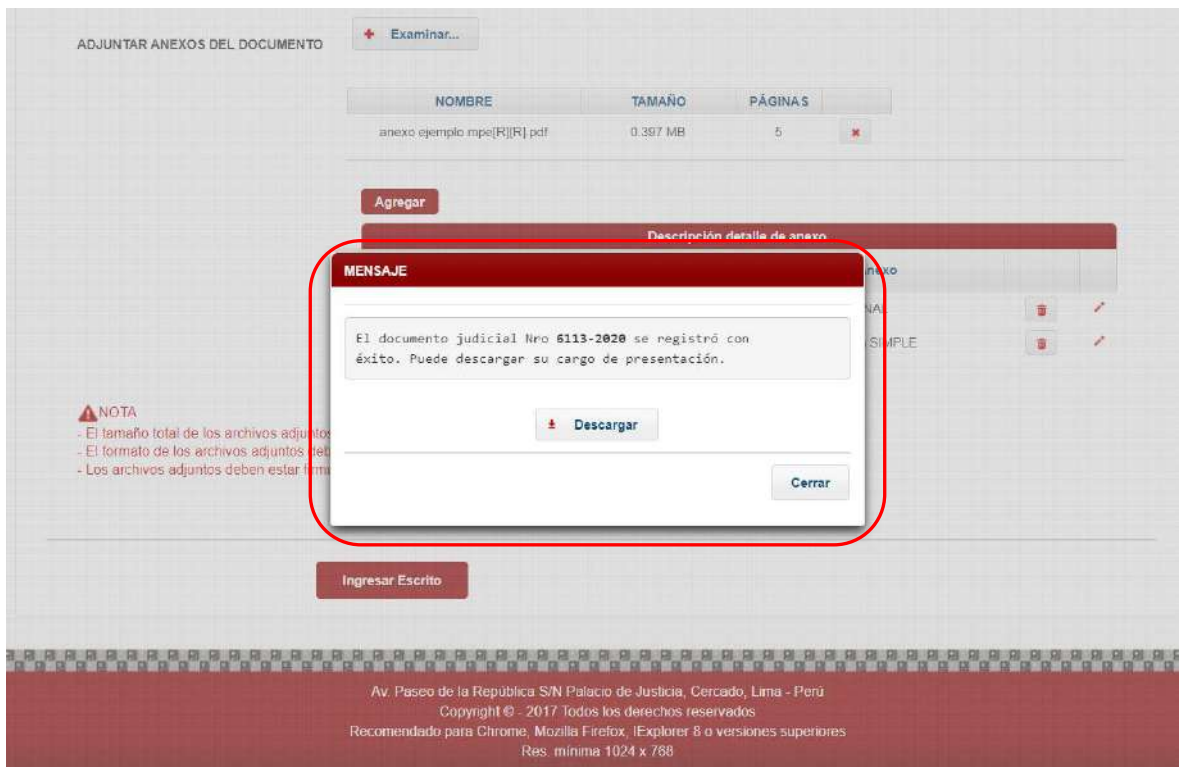 Examinar...
ADJUNTAR ANEXOS DEL DOCUMENTO
NOMBRE TAMAÑO PÁGINAS
anexo ejemplo mpe[R][R].pdf 0.397 MB 5
Agregar
Descripción detalle de anexo
MENSAJE
El documento judicial Nro 6113-2020 se registró con
éxito. Puede descargar su cargo de presentación.
SIMPLE
Descargar
NOTA
- El tamaño total de los archivos adjuntos
- El formato de los archivos adjuntos
- Los archivos adjuntos deben estar
Cerrar
Ingresar Escrito
Av. Paseo de la República S/N Palacio de Justicia, Cercado, Lima - Perú
Copyright © - 2017 Todos los derechos reservados
Recomendado para Chrome, Mozilla Firefox, IExplorer 8 o versiones superiores
Res. mínima 1024 x 768